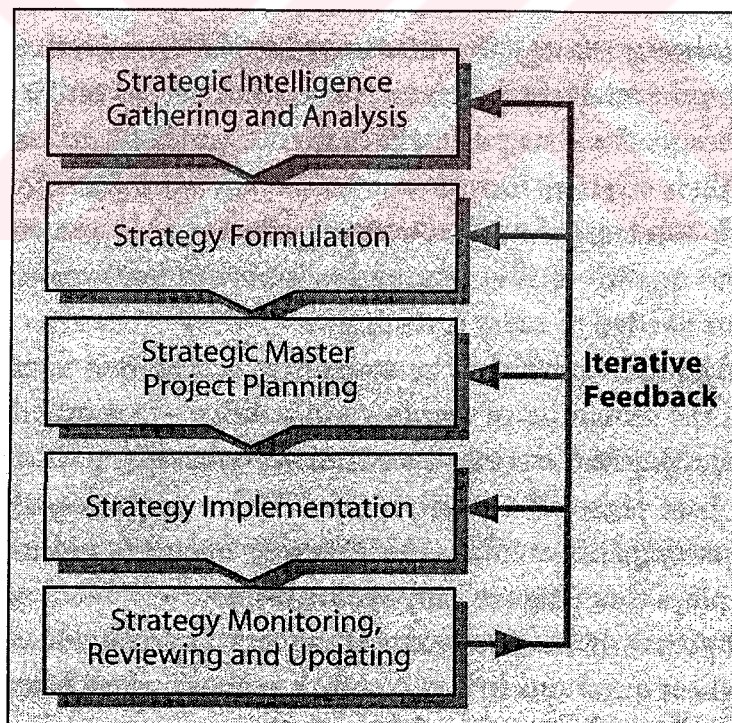 Strategic Intelligence
Gathering and Analysis
Strategy Formulation
Strategic Master
Project Planning
Iterative
Feedback
Strategy Implementation
Strategy Monitoring,
Reviewing and Updating